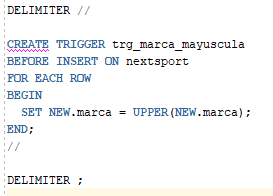 DELIMITER //
CREATE TRIGGER trg_marca_mayuscula
BEFORE INSERT ON nextsport
FOR EACH ROW
BEGIN
SET NEW.marca = UPPER(NEW.marca);
END;
//
DELIMITER ;